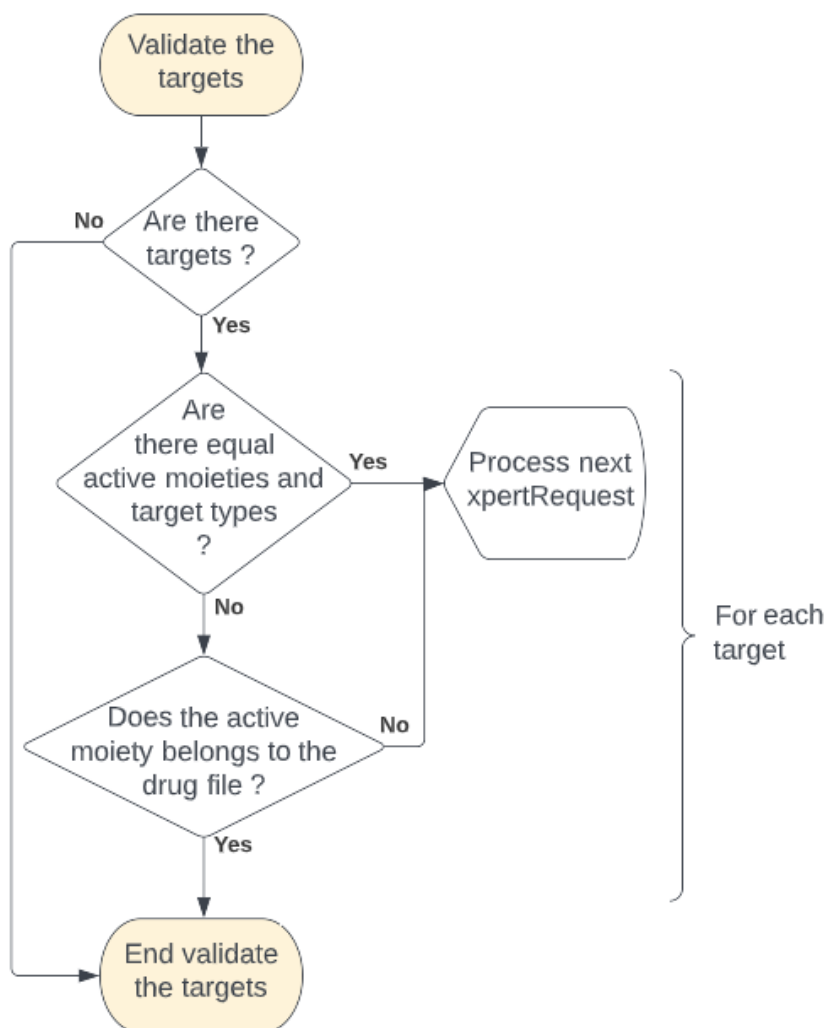 Validate the
targets
No
Are there
targets ?
Yes
Are
there equal
active moieties and
target types
?
Yes
Process next
xpertRequest
No
For each
target
Does the active
moiety belongs to the
drug file ?
No
Yes
End validate
the targets